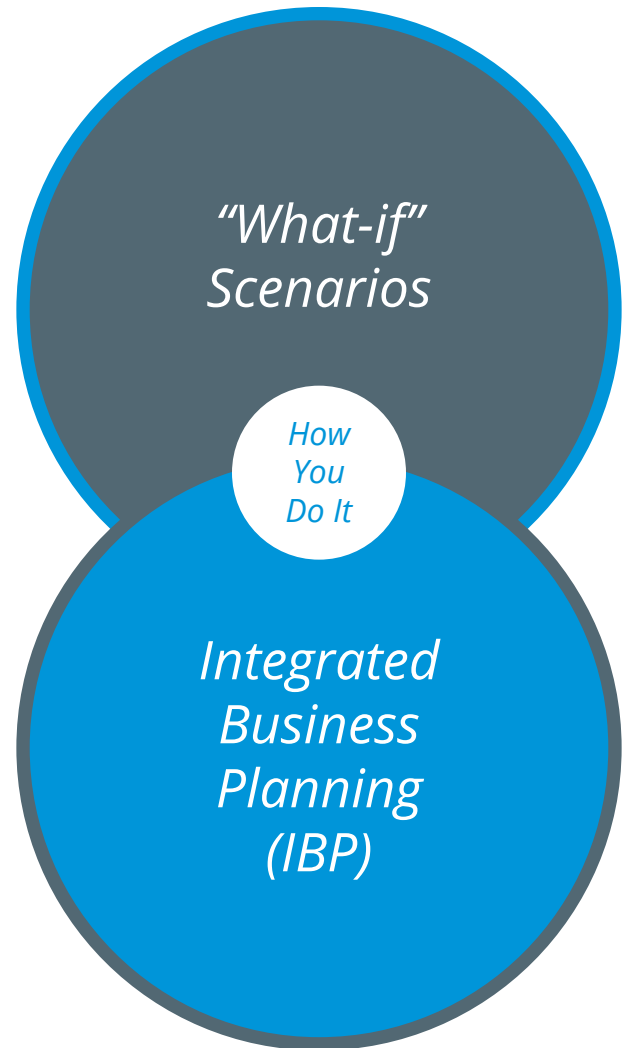 “What-if”
Scenarios
How
You
Do It
Integrated
Business
Planning
(IBP)